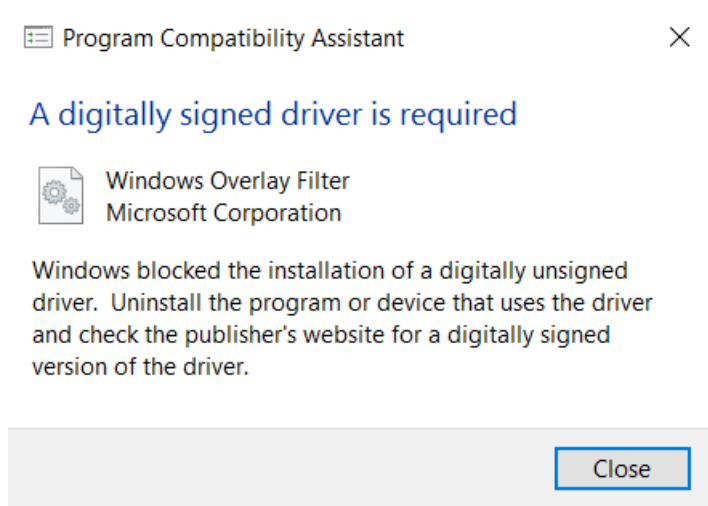 Program Compatibility Assistant
A digitally signed driver is required
Windows Overlay Filter
Microsoft Corporation
Windows blocked the installation of a digitally unsigned
driver.  Uninstall the program or device that uses the driver
and check the publisher's website for a digitally signed
version of the driver.
Close